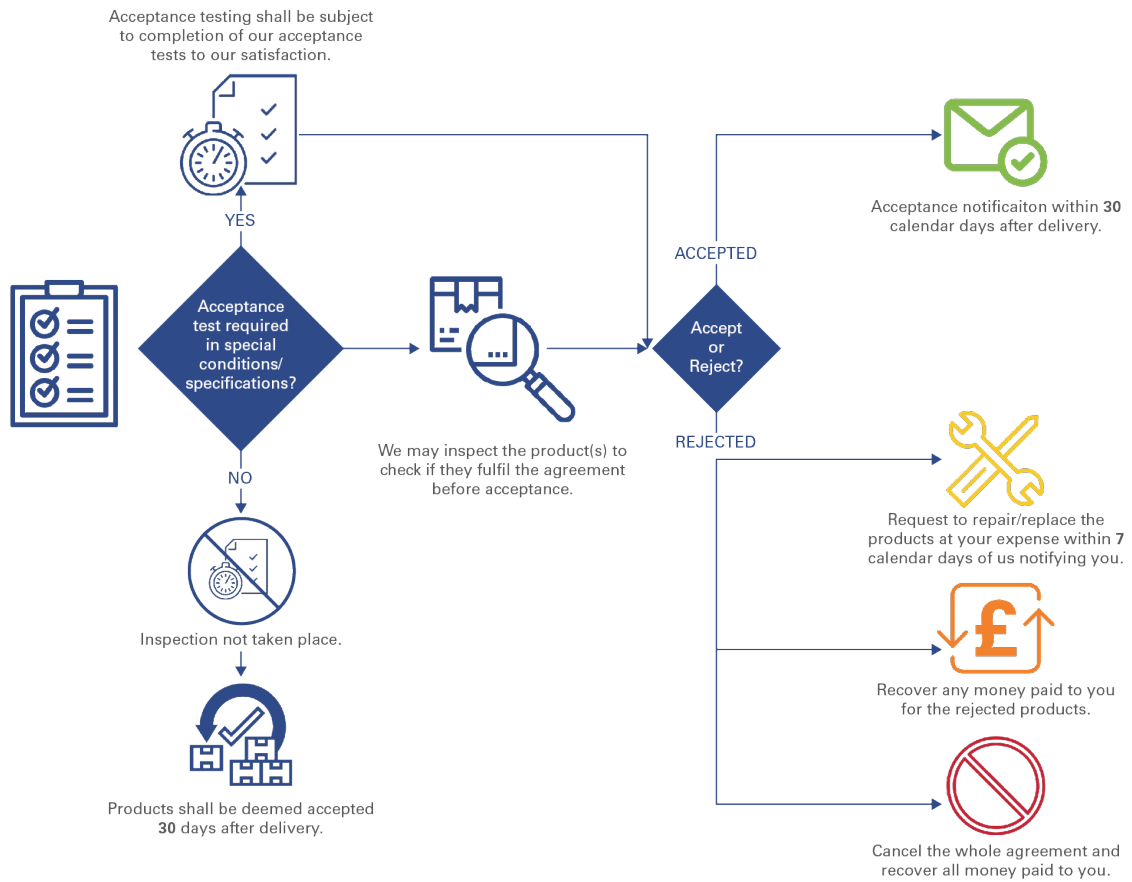 Acceptance testing shall be subject
to completion of our acceptance
tests to our satisfaction.
YES
Acceptance
test required
in special
conditions/
specifications?
NO
Inspection not taken place.
Products shall be deemed accepted
30 days after delivery.
We may inspect the product(s) to
check if they fulfil the agreement
before acceptance.
Accept
or
Reject?
ACCEPTED
Acceptance notificaiton within 30
calendar days after delivery.
REJECTED
Request to repair/replace the
products at your expense within 7
calendar days of us notifying you.
£
Recover any money paid to you
for the rejected products.
Cancel the whole agreement and
recover all money paid to you.